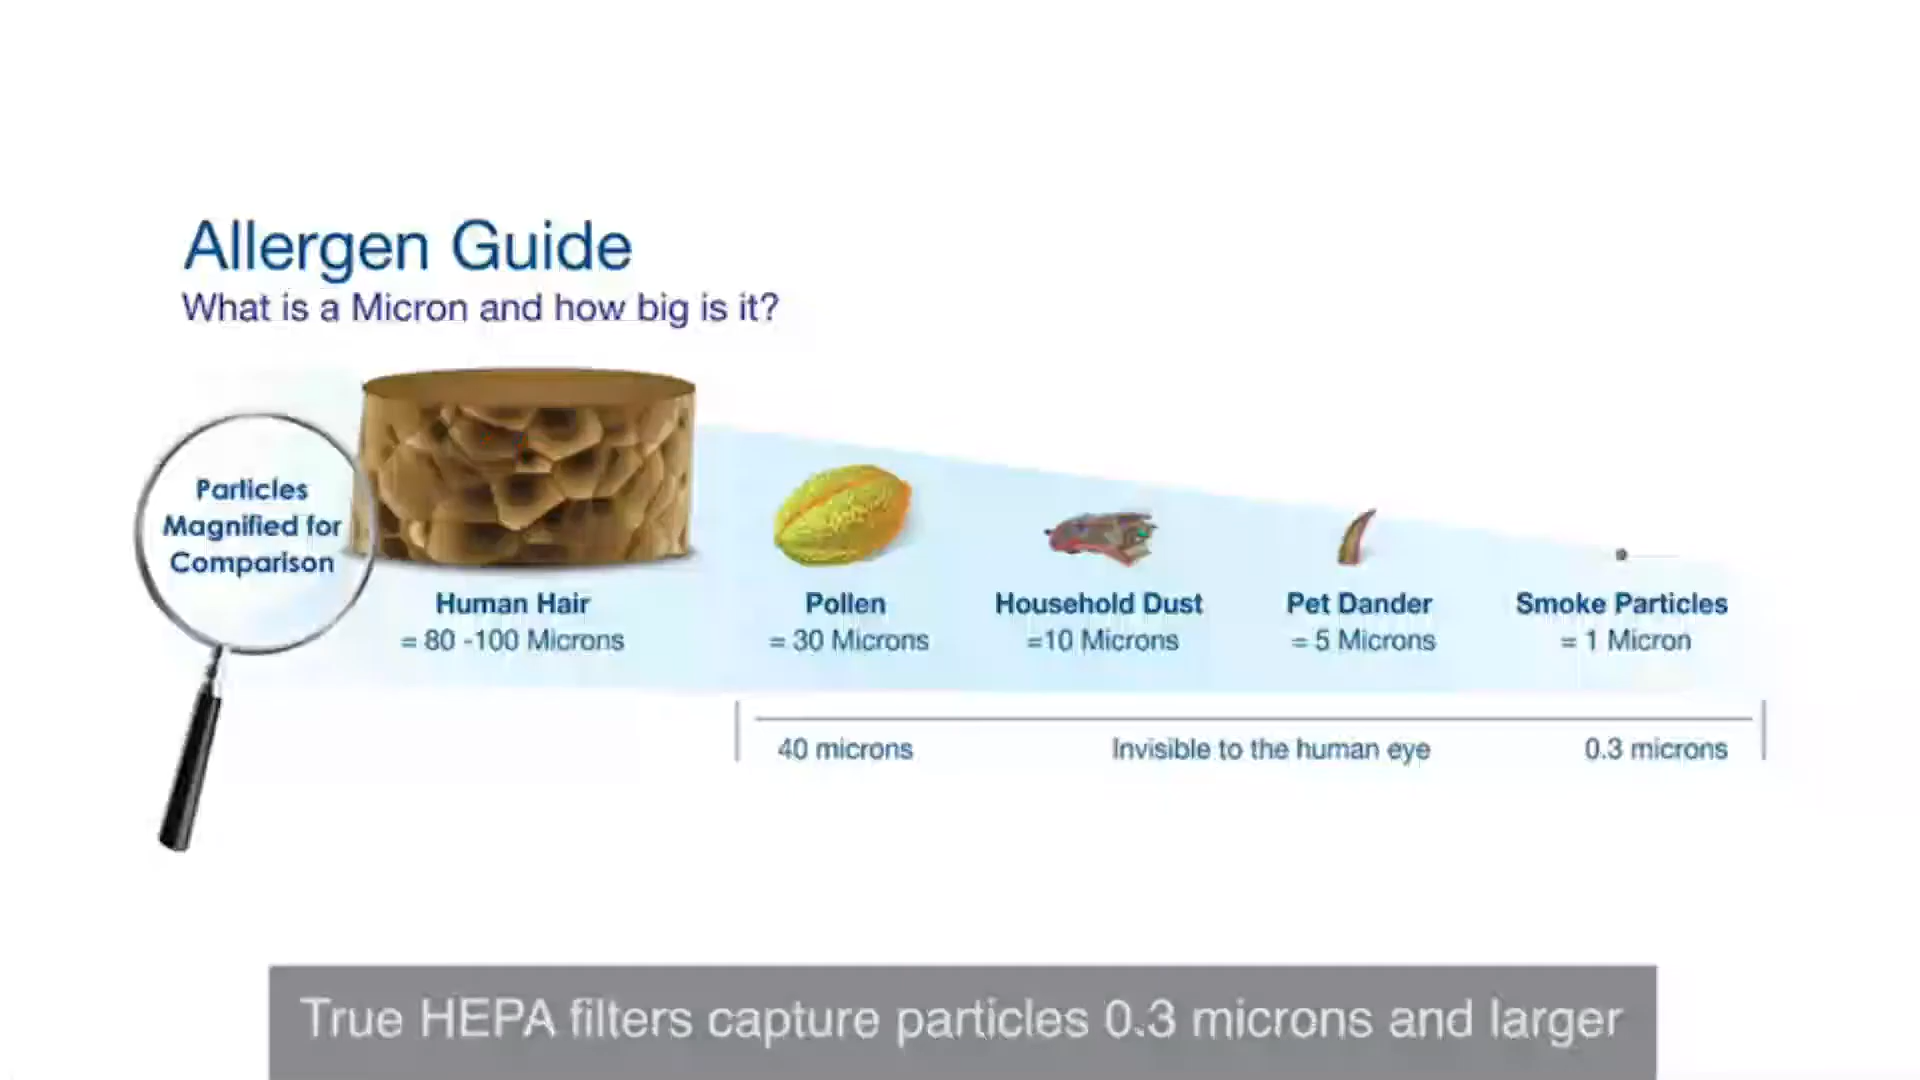 Allergen Guide
What is a Micron and how big is it?
Particles
Magnified for
Comparison
Human Hair
= 80 -100 Microns
Pollen
= 30 Microns
Household Dust
=10 Microns
Pet Dander
= 5 Microns
Smoke Particles
= 1 Micron
40 microns
Invisible to the human eye
0.3 microns
True HEPA filters capture particles 0.3 microns and larger